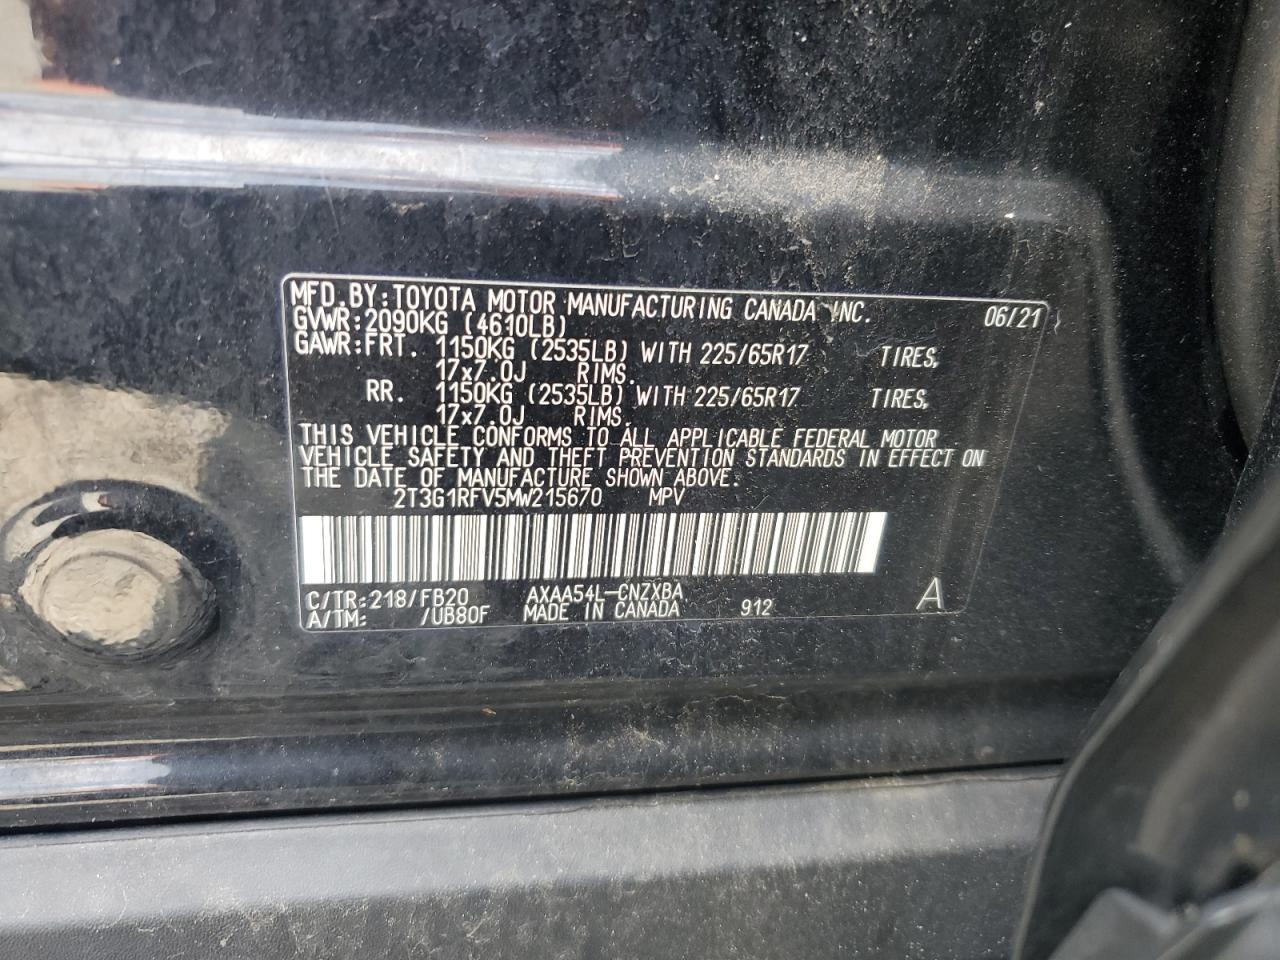 MFD.BY:TOYOTA MOTOR MANUFACTURING CANADA INC. 06/21
GVWR:2090KG (4610LB)
GAWR:FRT. 1150KG (2535LB) WITH 225/65R17 TIRES,
17x7.0J RIMS.
RR. 1150KG (2535LB) WITH 225/65R17 TIRES,
17x7.0J RIMS.
THIS VEHICLE CONFORMS TO ALL APPLICABLE FEDERAL MOTOR
VEHICLE SAFETY AND THEFT PREVENTION STANDARDS IN EFFECT ON
THE DATE OF MANUFACTURE SHOWN ABOVE.
2T3G1RFV5MW215670 MPV
C/TR:218/FB20 AXAA54L-CNZXBA
A/TM: /UB80F MADE IN CANADA 912 A